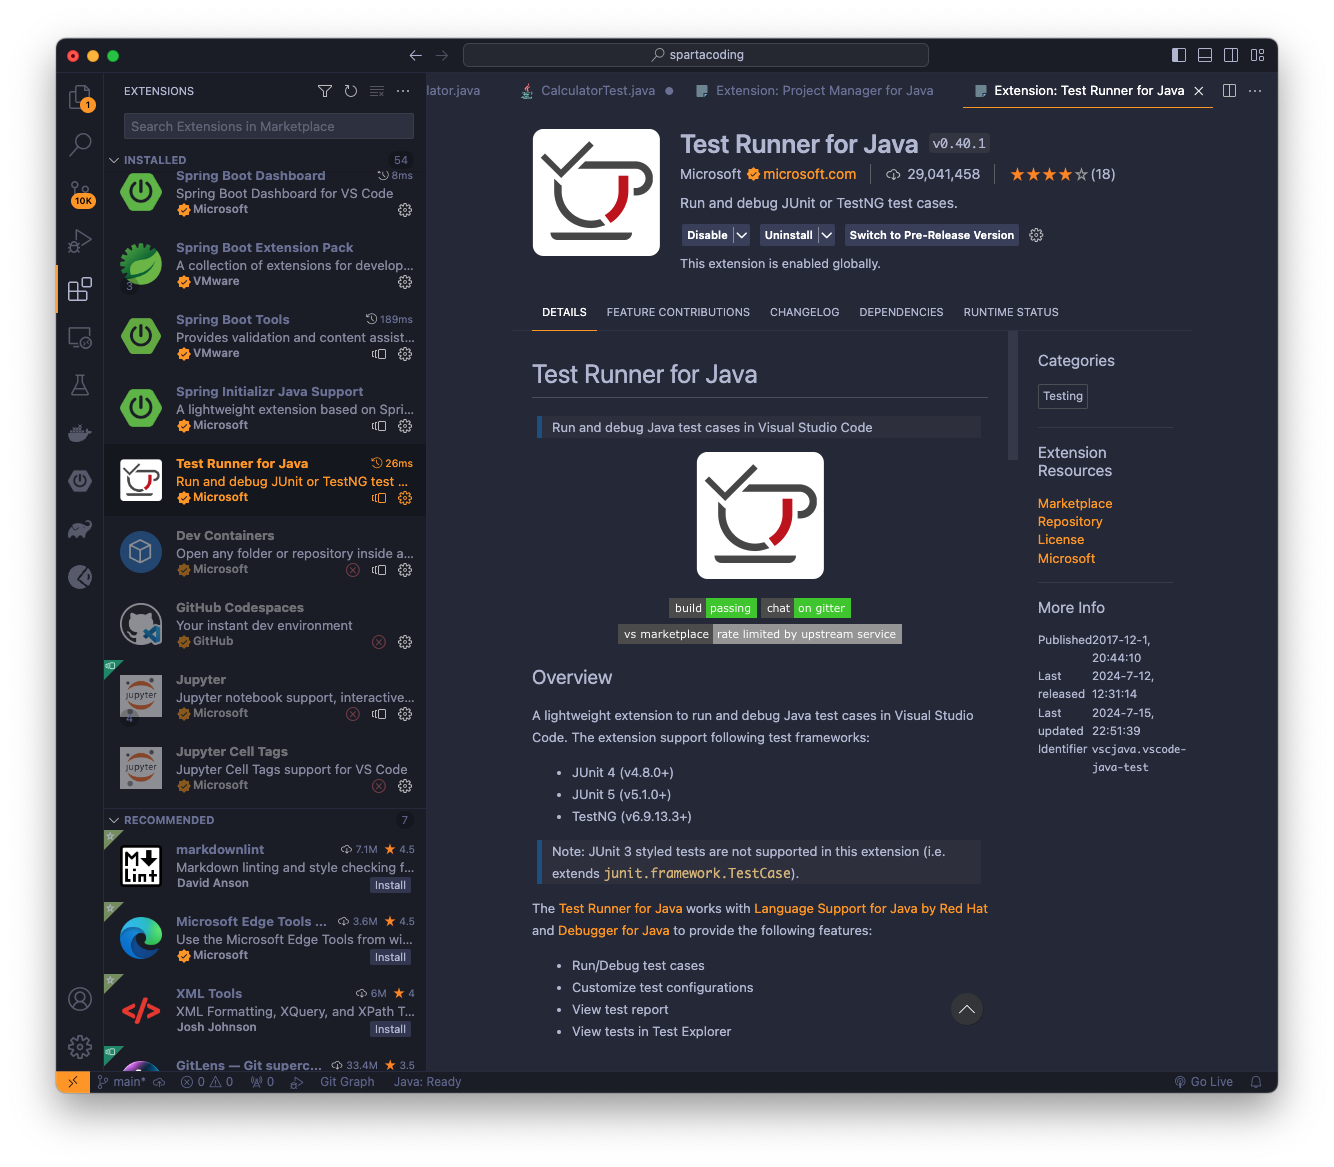 spartacoding
EXTENSIONS
lator.java
CalculatorTest.java
Extension: Project Manager for Java
Extension: Test Runner for Java
1
10K
Search Extensions in Marketplace
INSTALLED
54
Spring Boot Dashboard
8ms
Spring Boot Dashboard for VS Code
Microsoft
Spring Boot Extension Pack
A collection of extensions for develop...
VMware
3
Spring Boot Tools
189ms
Provides validation and content assist...
VMware
Spring Initializr Java Support
A lightweight extension based on Spri...
Microsoft
Test Runner for Java
26ms
Run and debug JUnit or TestNG test ...
Microsoft
Dev Containers
Open any folder or repository inside a...
Microsoft
GitHub Codespaces
Your instant dev environment
GitHub
Jupyter
Jupyter notebook support, interactive...
Microsoft
jupyter
4
Jupyter Cell Tags
Jupyter Cell Tags support for VS Code
Microsoft
jupyter
RECOMMENDED
7
markdownlint
7.1M
4.5
Markdown linting and style checking f...
David Anson
Install
M
Lint
Microsoft Edge Tools ...
3.6M
4.5
Use the Microsoft Edge Tools from wi...
Microsoft
Install
XML Tools
6M
4
XML Formatting, XQuery, and XPath T...
Josh Johnson
Install
GitLens — Git superc...
33.4M
3.5
Test Runner for Java
v0.40.1
Microsoft
microsoft.com
29,041,458
(18)
Run and debug JUnit or TestNG test cases.
Disable
Uninstall
Switch to Pre-Release Version
This extension is enabled globally.
DETAILS
FEATURE CONTRIBUTIONS
CHANGELOG
DEPENDENCIES
RUNTIME STATUS
Test Runner for Java
Run and debug Java test cases in Visual Studio Code
build passing
chat on gitter
vs marketplace rate limited by upstream service
Overview
A lightweight extension to run and debug Java test cases in Visual Studio
Code. The extension support following test frameworks:
• JUnit 4 (v4.8.0+)
• JUnit 5 (v5.1.0+)
• TestNG (v6.9.13.3+)
Note: JUnit 3 styled tests are not supported in this extension (i.e.
extends junit.framework.TestCase).
The Test Runner for Java works with Language Support for Java by Red Hat
and Debugger for Java to provide the following features:
• Run/Debug test cases
• Customize test configurations
• View test report
• View tests in Test Explorer
Categories
Testing
Extension
Resources
Marketplace
Repository
License
Microsoft
More Info
Published 2017-12-1,
20:44:10
Last 2024-7-12,
released 12:31:14
Last 2024-7-15,
updated 22:51:39
Identifier vscjava.vscode-
java-test
main*
0
0
0
Git Graph
Java: Ready
Go Live